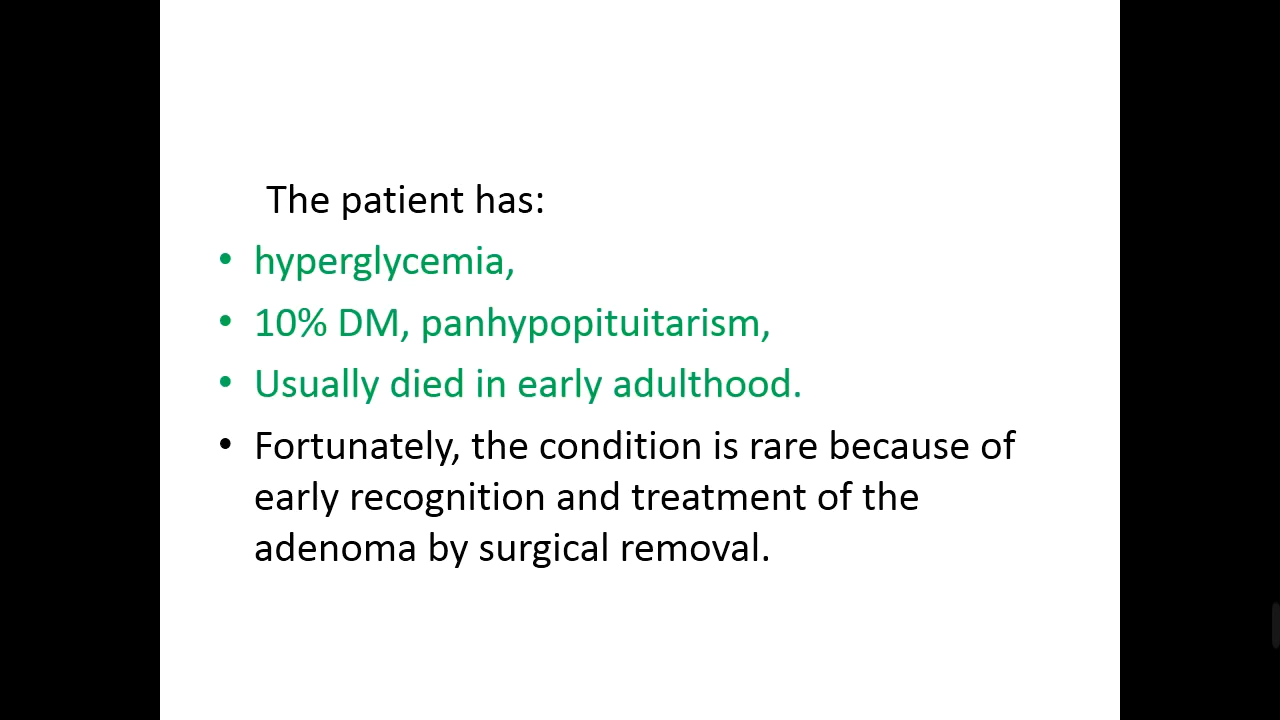 The patient has:
• hyperglycemia,
• 10% DM, panhypopituitarism,
• Usually died in early adulthood.
• Fortunately, the condition is rare because of
early recognition and treatment of the
adenoma by surgical removal.